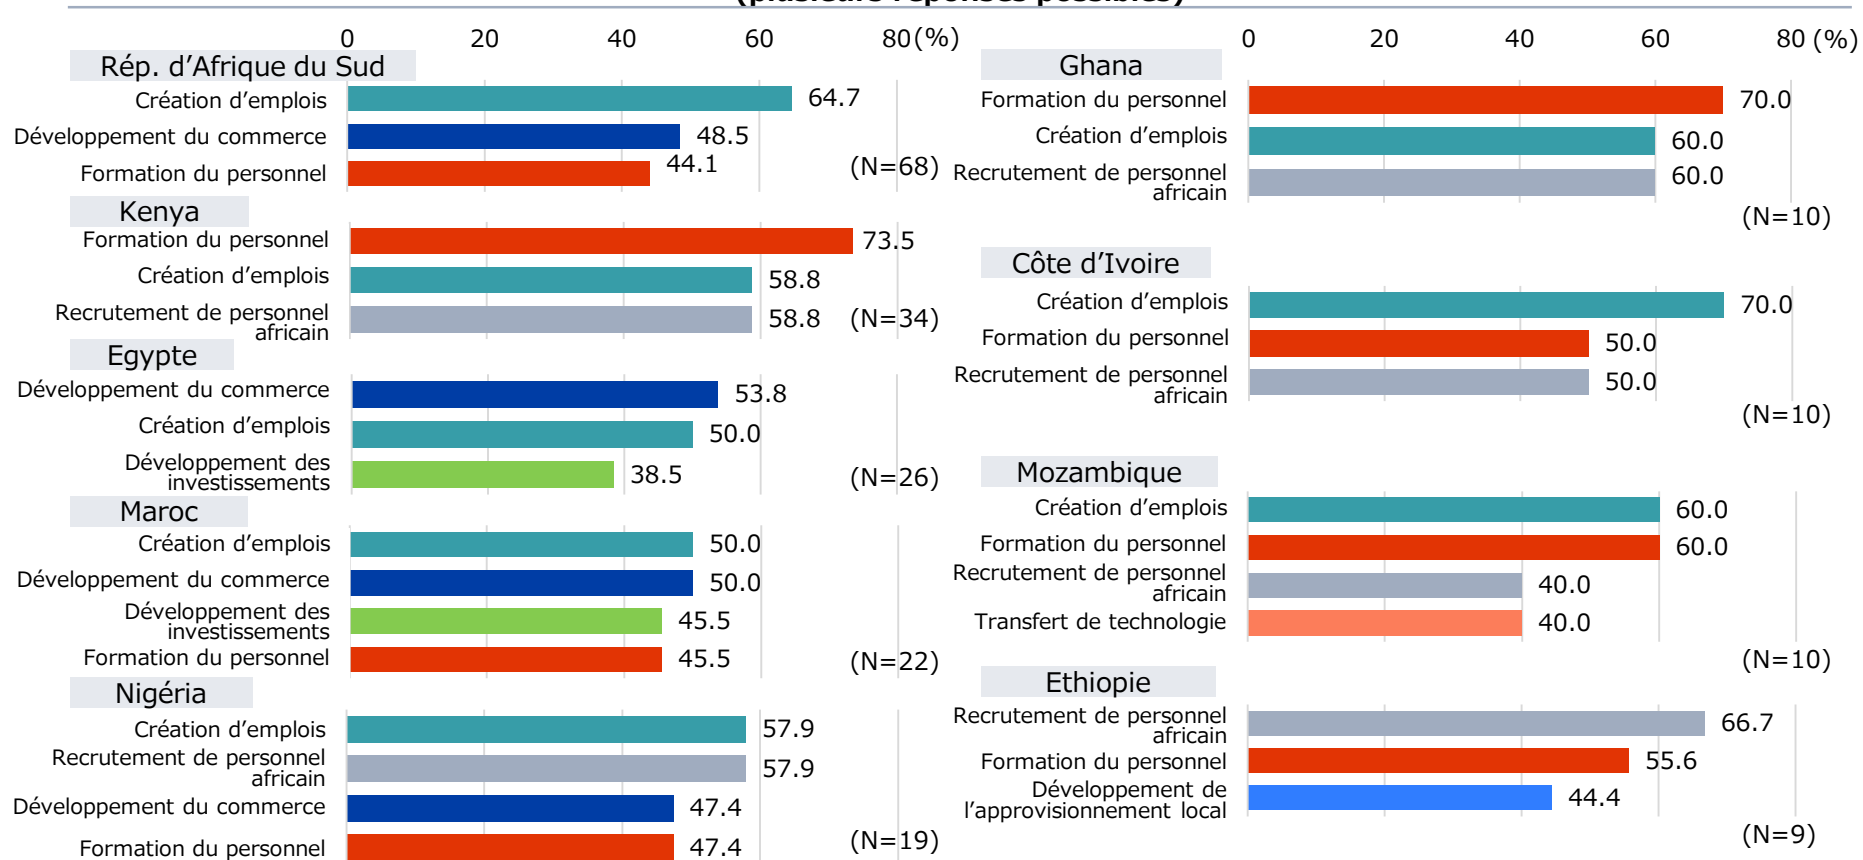 (plusieurs réponses possibles)
0 20 40 60 80(%)
Rép. d’Afrique du Sud
Création d’emplois 64.7
Développement du commerce 48.5
Formation du personnel 44.1
(N=68)
Kenya
Formation du personnel 73.5
Création d’emplois 58.8
Recrutement de personnel
africain 58.8
(N=34)
Egypte
Développement du commerce 53.8
Création d’emplois 50.0
Développement des
investissements 38.5
(N=26)
Maroc
Création d’emplois 50.0
Développement du commerce 50.0
Développement des
investissements 45.5
Formation du personnel 45.5
(N=22)
Nigéria
Création d’emplois 57.9
Recrutement de personnel
africain 57.9
Développement du commerce 47.4
Formation du personnel 47.4
(N=19)
0 20 40 60 80 (%)
Ghana
Formation du personnel 70.0
Création d’emplois 60.0
Recrutement de personnel
africain 60.0
(N=10)
Côte d’Ivoire
Création d’emplois 70.0
Formation du personnel 50.0
Recrutement de personnel
africain 50.0
(N=10)
Mozambique
Création d’emplois 60.0
Formation du personnel 60.0
Recrutement de personnel
africain 40.0
Transfert de technologie 40.0
(N=10)
Ethiopie
Recrutement de personnel
africain 66.7
Formation du personnel 55.6
Développement de
l’approvisionnement local 44.4
(N=9)